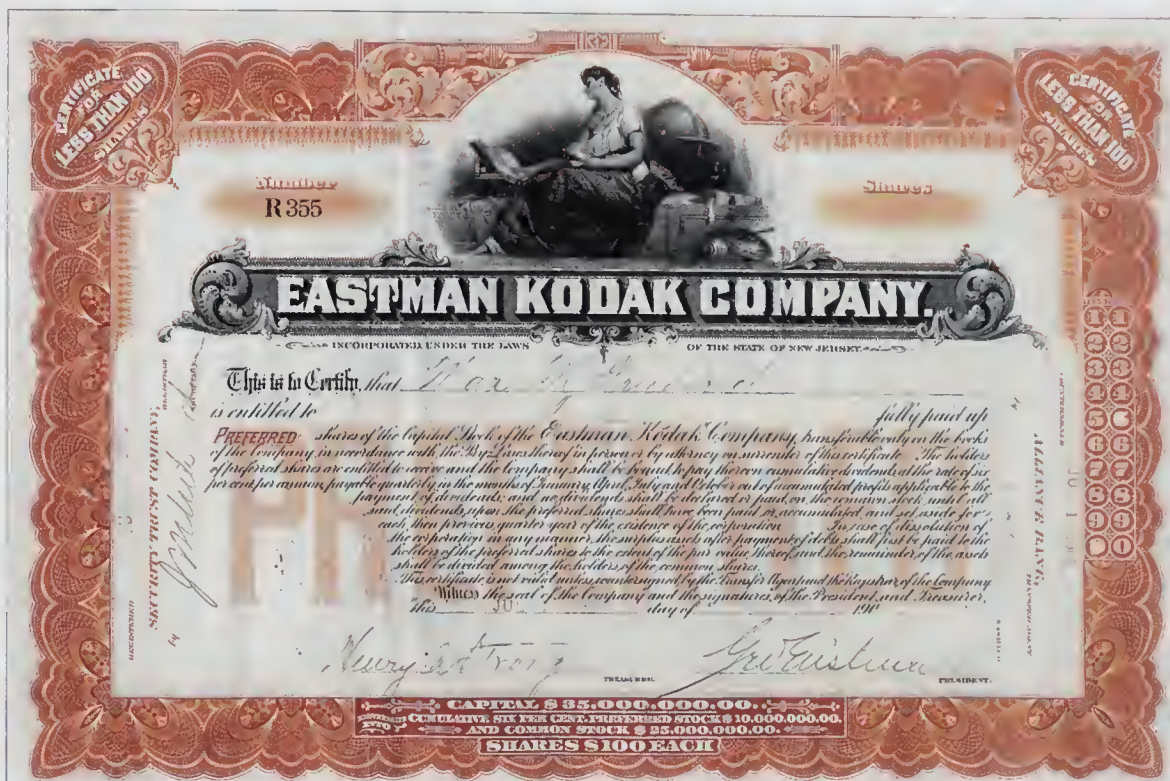 CERTIFICATE
FOR
LESS THAN 100
SHARES
CERTIFICATE
FOR
LESS THAN 100
SHARES
Number
R 355
Shares
EASTMAN KODAK COMPANY.
INCORPORATED UNDER THE LAWS OF THE STATE OF NEW JERSEY.
This is to Certify, that
is entitled to fully paid up
PREFERRED shares of the Capital Stock of the Eastman Kodak Company, transferable only on the books
of the Company in accordance with the By-Laws thereof in person or by attorney on surrender of this certificate. The holders
of preferred shares are entitled to receive and the Company shall be bound to pay thereon cumulative dividends at the rate of six
per cent per annum, payable quarterly in the months of January, April, July and October out of accumulated profits applicable to the
payment of dividends; and no dividends shall be declared or paid on the common stock until all
said dividends upon the preferred shares shall have been paid or accumulated and set aside for
each then previous quarter year of the existence of the corporation. In case of dissolution of
the corporation in any manner, the surplus assets after payment of debts shall first be paid to the
holders of the preferred shares to the extent of the par value thereof and the remainder of the assets
shall be divided among the holders of the common shares.
This certificate is not valid unless countersigned by the Transfer Agent and the Registrar of the Company
Witness the seal of the Company and the signatures of the President and Treasurer.
This day of 191
Henry A Strong
TREASURER.
Geo Eastman
PRESIDENT.
REGISTERED
SECURITY TRUST COMPANY,
by
COUNTERSIGNED
ALLIANCE BANK,
by
CAPITAL $35,000,000.00.
CUMULATIVE SIX PER CENT. PREFERRED STOCK $10,000,000.00.
AND COMMON STOCK $25,000,000.00.
SHARES $100 EACH